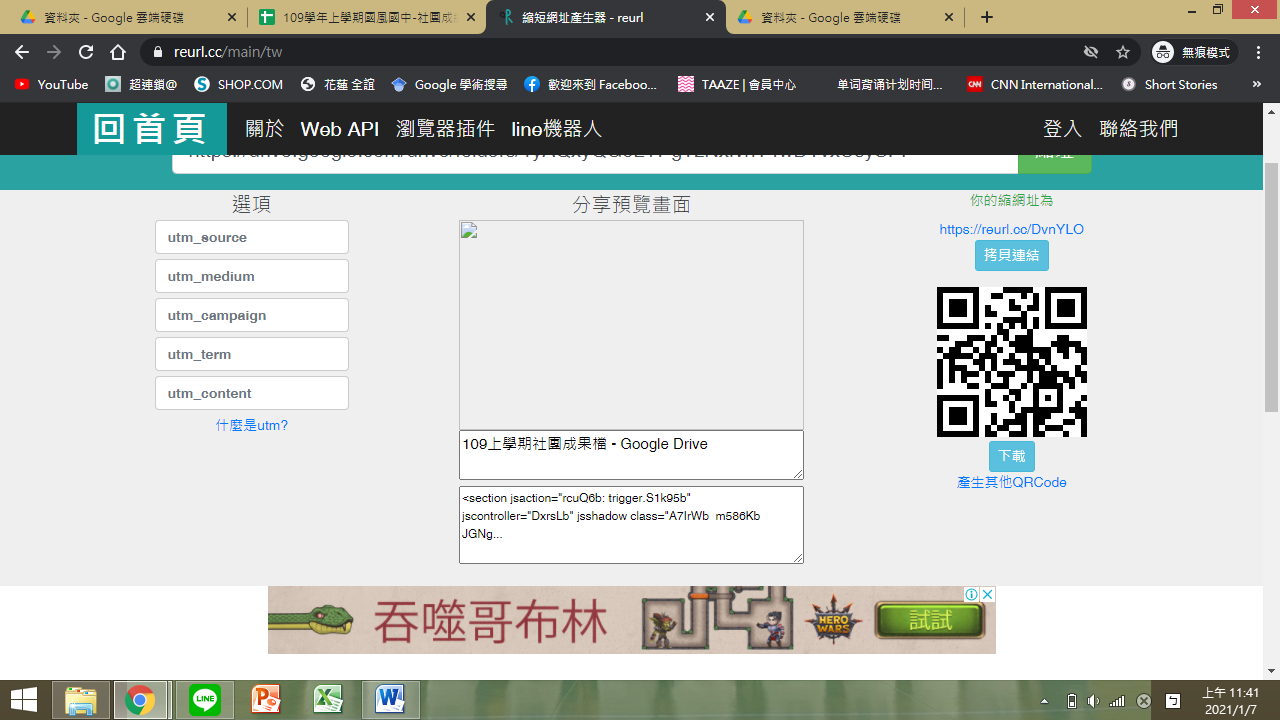 資料夾 - Google 雲端硬碟
109學年上學期國風國中-社團成
縮短網址產生器 - reurl
資料夾 - Google 雲端硬碟
reurl.cc/main/tw
無痕模式
YouTube
超連鎖@
SHOP.COM
花蓮 全誼
Google 學術搜尋
歡迎來到 Faceboo...
TAAZE | 會員中心
单词背诵计划时间...
CNN International...
Short Stories
回首頁
關於
Web API
瀏覽器插件
line機器人
登入
聯絡我們
選項
utm_source
utm_medium
utm_campaign
utm_term
utm_content
什麼是utm?
分享預覽畫面
109上學期社團成果檔 - Google Drive
<section jsaction="rcuQ6b: trigger.S1k95b"
jscontroller="DxrsLb" jsshadow class="A7IrWb m586Kb
JGNg...
你的縮網址為
https://reurl.cc/DvnYLO
拷貝連結
下載
產生其他QRCode
吞噬哥布林
HERO WARS
試試
LINE
上午 11:41
2021/1/7